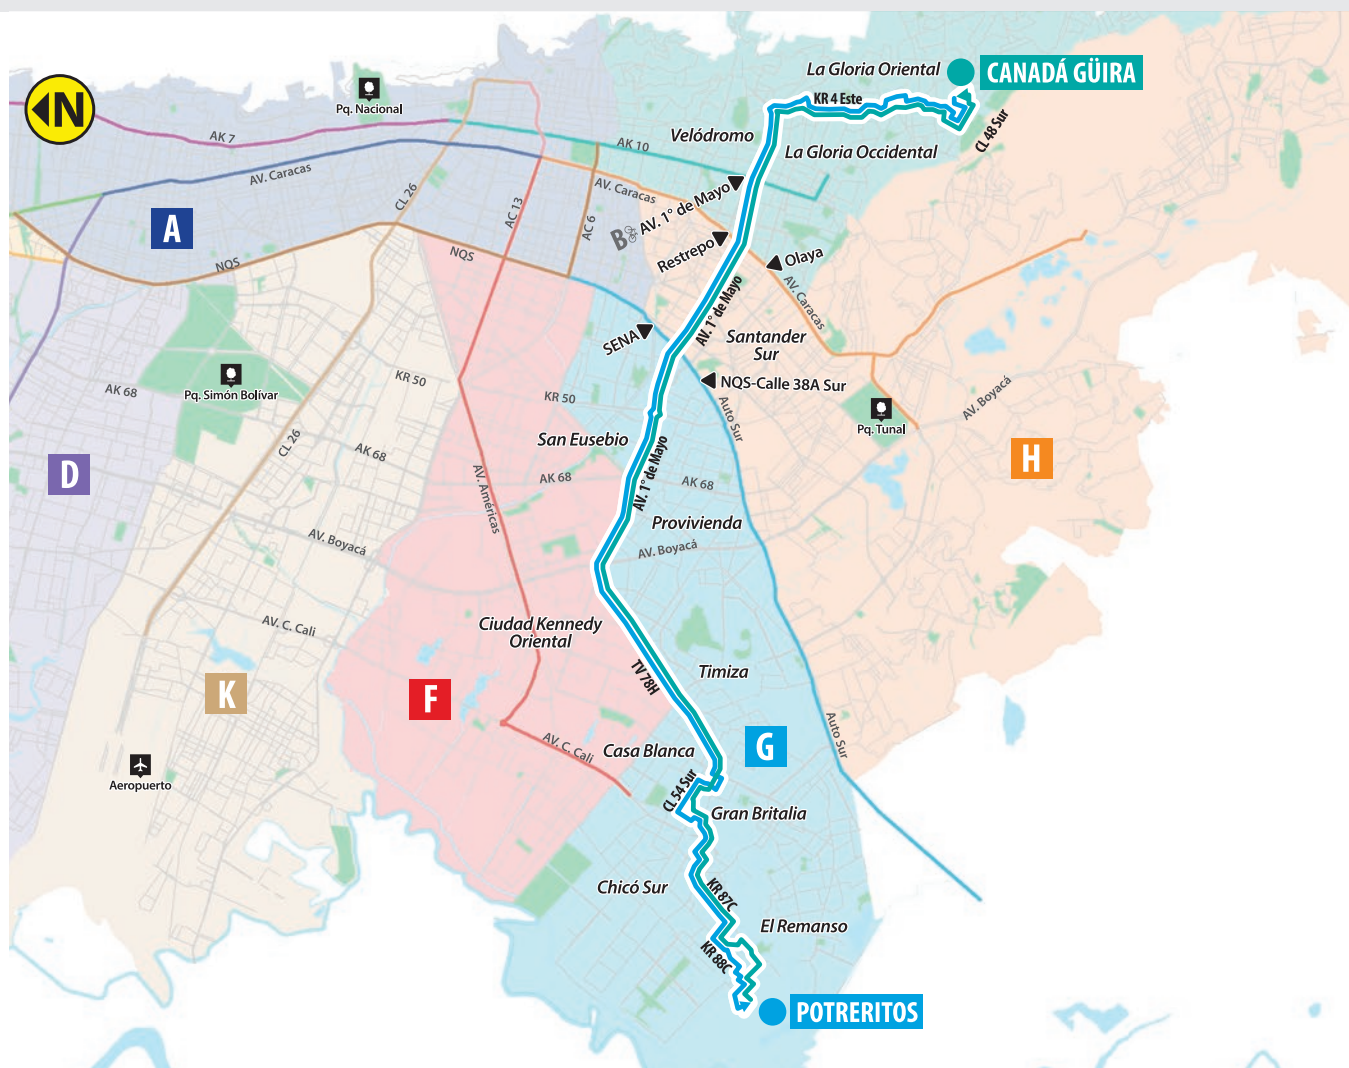 La Gloria Oriental
CANADÁ GÜIRA
N
Pq. Nacional
KR 4 Este
CL 48 Sur
AK 7
AK 10
Velódromo
La Gloria Occidental
AV. Caracas
CL 26
AC 13
AV. Caracas
AC 6
B
AV. 1° de Mayo
A
Restrepo
Olaya
NQS
NQS
AV. Caracas
AV. 1° de Mayo
SENA
Santander
Sur
NQS-Calle 38A Sur
AK 68
Pq. Simón Bolívar
KR 50
KR 50
Auto Sur
AV. Boyacá
Pq. Tunal
San Eusebio
CL 26
AK 68
AV. 1° de Mayo
D
H
AV. Américas
AK 68
AK 68
Provivienda
AV. Boyacá
AV. Boyacá
AV. C. Cali
Ciudad Kennedy
Oriental
TV 78H
Timiza
K
F
Auto Sur
G
AV. C. Cali
Casa Blanca
Aeropuerto
CL 54 Sur
Gran Britalia
Chicó Sur
KR 87C
El Remanso
KR 88C
POTRERITOS